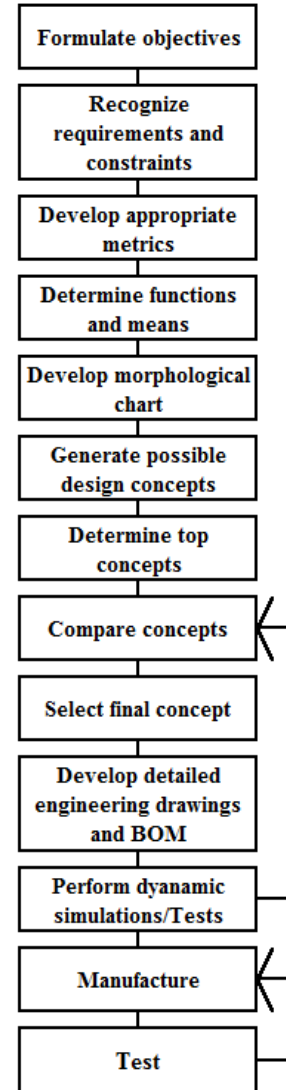 Formulate objectives
Recognize
requirements and
constraints
Develop appropriate
metrics
Determine functions
and means
Develop morphological
chart
Generate possible
design concepts
Determine top
concepts
Compare concepts
Select final concept
Develop detailed
engineering drawings
and BOM
Perform dyanamic
simulations/Tests
Manufacture
Test